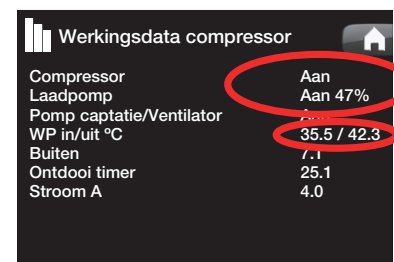 Werkingsdata compressor
Compressor Aan
Laadpomp Aan 47%
Pomp captatie/Ventilator
WP in/uit ºC 35.5 / 42.3
Buiten 7.1
Ontdooi timer 25.1
Stroom A 4.0